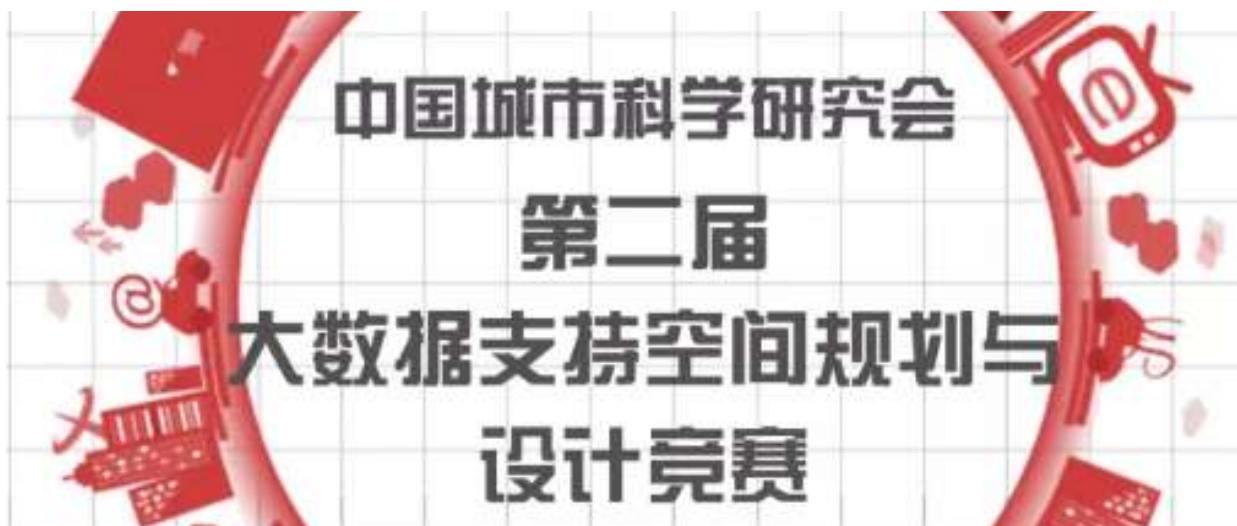 中国城市科学研究会
第二届
大数据支持空间规划与
设计竞赛
@
e